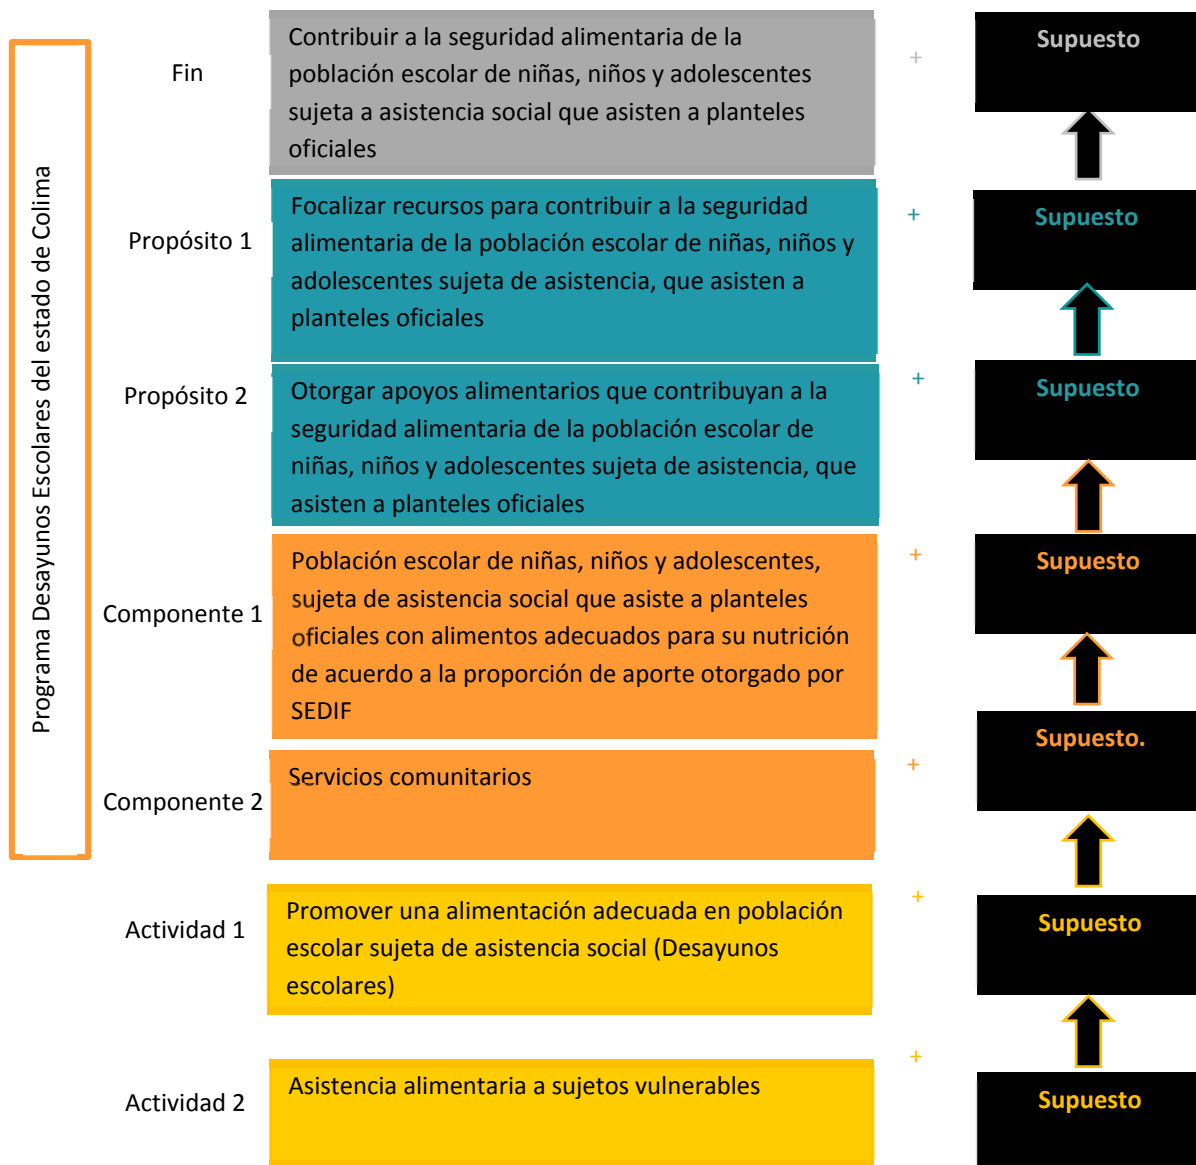 Programa Desayunos Escolares del estado de Colima
Fin
Contribuir a la seguridad alimentaria de la
población escolar de niñas, niños y adolescentes
sujeta a asistencia social que asisten a planteles
oficiales
+
Supuesto
Propósito 1
Focalizar recursos para contribuir a la seguridad
alimentaria de la población escolar de niñas, niños y
adolescentes sujeta de asistencia, que asisten a
planteles oficiales
+
Supuesto
Propósito 2
Otorgar apoyos alimentarios que contribuyan a la
seguridad alimentaria de la población escolar de
niñas, niños y adolescentes sujeta de asistencia, que
asisten a planteles oficiales
+
Supuesto
Componente 1
Población escolar de niñas, niños y adolescentes,
sujeta de asistencia social que asiste a planteles
oficiales con alimentos adecuados para su nutrición
de acuerdo a la proporción de aporte otorgado por
SEDIF
+
Supuesto
Componente 2
Servicios comunitarios
+
Supuesto.
Actividad 1
Promover una alimentación adecuada en población
escolar sujeta de asistencia social (Desayunos
escolares)
+
Supuesto
Actividad 2
Asistencia alimentaria a sujetos vulnerables
+
Supuesto